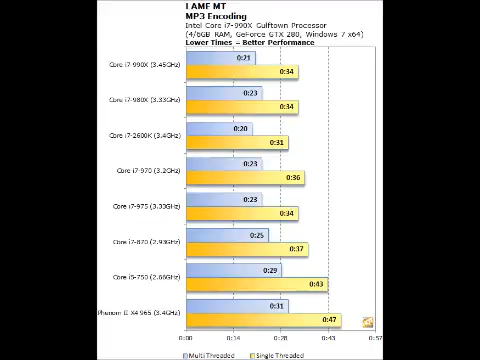 LAME MT
MP3 Encoding
Intel Core i7-990X Gulftown Processor
(4/6GB RAM, GeForce GTX 280, Windows 7 x64)
Lower Times = Better Performance
Core i7-990X (3.45GHz)
0:21
0:34
Core i7-980X (3.33GHz)
0:23
0:34
Core i7-2600K (3.4GHz)
0:20
0:31
Core i7-970 (3.2GHz)
0:23
0:36
Core i7-975 (3.33GHz)
0:23
0:34
Core i7-870 (2.93GHz)
0:25
0:37
Core i5-750 (2.66GHz)
0:29
0:43
Phenom II X4 965 (3.4GHz)
0:31
0:47
0:00 0:14 0:28 0:43 0:57
Multi Threaded Single Threaded